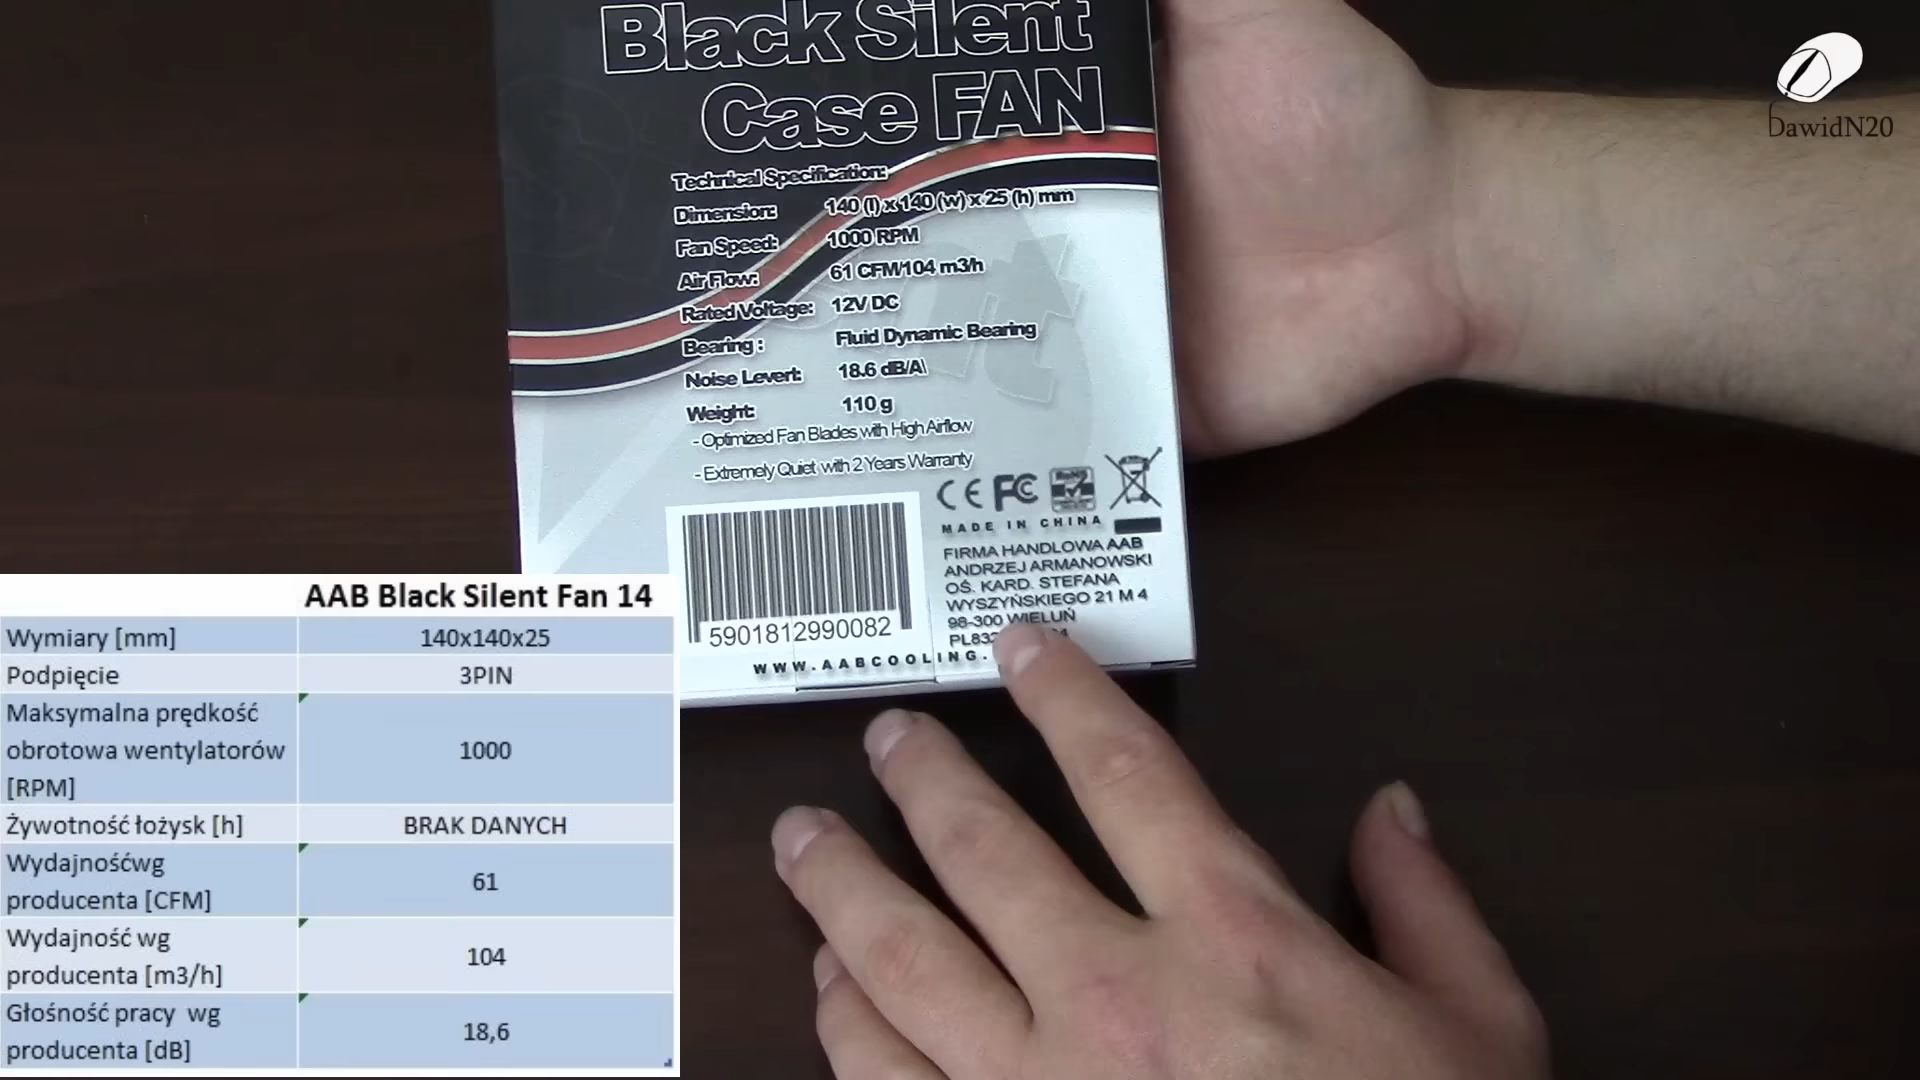 Black Silent
Case FAN
Technical Specification:
Dimension: 140 (l) x 140 (w) x 25 (h) mm
Fan Speed: 1000 RPM
Air Flow: 61 CFM/104 m3/h
Rated Voltage: 12V DC
Bearing : Fluid Dynamic Bearing
Noise Levert: 18.6 dB/A\
Weight: 110 g
- Optimized Fan Blades with High Airflow
- Extremely Quiet with 2 Years Warranty
CE FC RoHS
MADE IN CHINA
FIRMA HANDLOWA AAB
ANDRZEJ ARMANOWSKI
OŚ. KARD. STEFANA
WYSZYŃSKIEGO 21 M 4
98-300 WIELUŃ
5901812990082
WWW.AABCOOLING.
DawidN20
AAB Black Silent Fan 14
Wymiary [mm] 140x140x25
Podpięcie 3PIN
Maksymalna prędkość
obrotowa wentylatorów 1000
[RPM]
Żywotność łożysk [h] BRAK DANYCH
Wydajnośćwg
producenta [CFM] 61
Wydajność wg
producenta [m3/h] 104
Głośność pracy wg
producenta [dB] 18,6